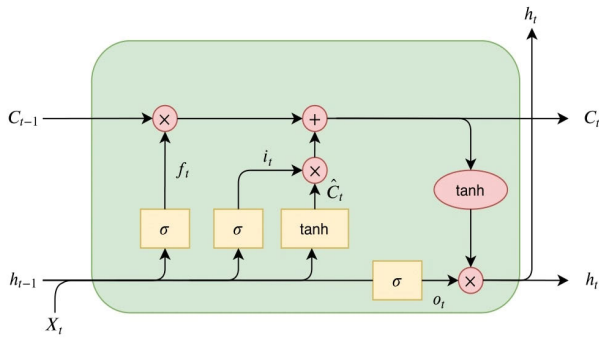 h_t
C_{t-1}
×
+
C_t
f_t
i_t
×
Ĉ_t
tanh
σ
σ
tanh
h_{t-1}
σ
o_t
×
h_t
X_t